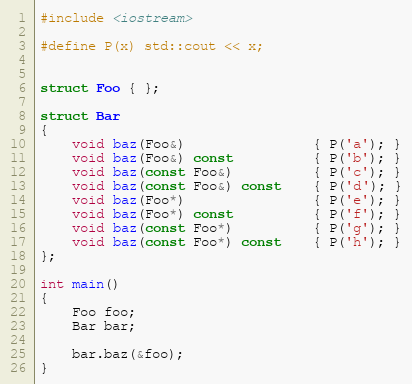 1 #include <iostream>
2
3 #define P(x) std::cout << x;
4
5
6 struct Foo { };
7
8 struct Bar
9 {
10     void baz(Foo&)                 { P('a'); }
11     void baz(Foo&) const           { P('b'); }
12     void baz(const Foo&)           { P('c'); }
13     void baz(const Foo&) const     { P('d'); }
14     void baz(Foo*)                 { P('e'); }
15     void baz(Foo*) const           { P('f'); }
16     void baz(const Foo*)           { P('g'); }
17     void baz(const Foo*) const     { P('h'); }
18 };
19
20 int main()
21 {
22     Foo foo;
23     Bar bar;
24
25     bar.baz(&foo);
26 }